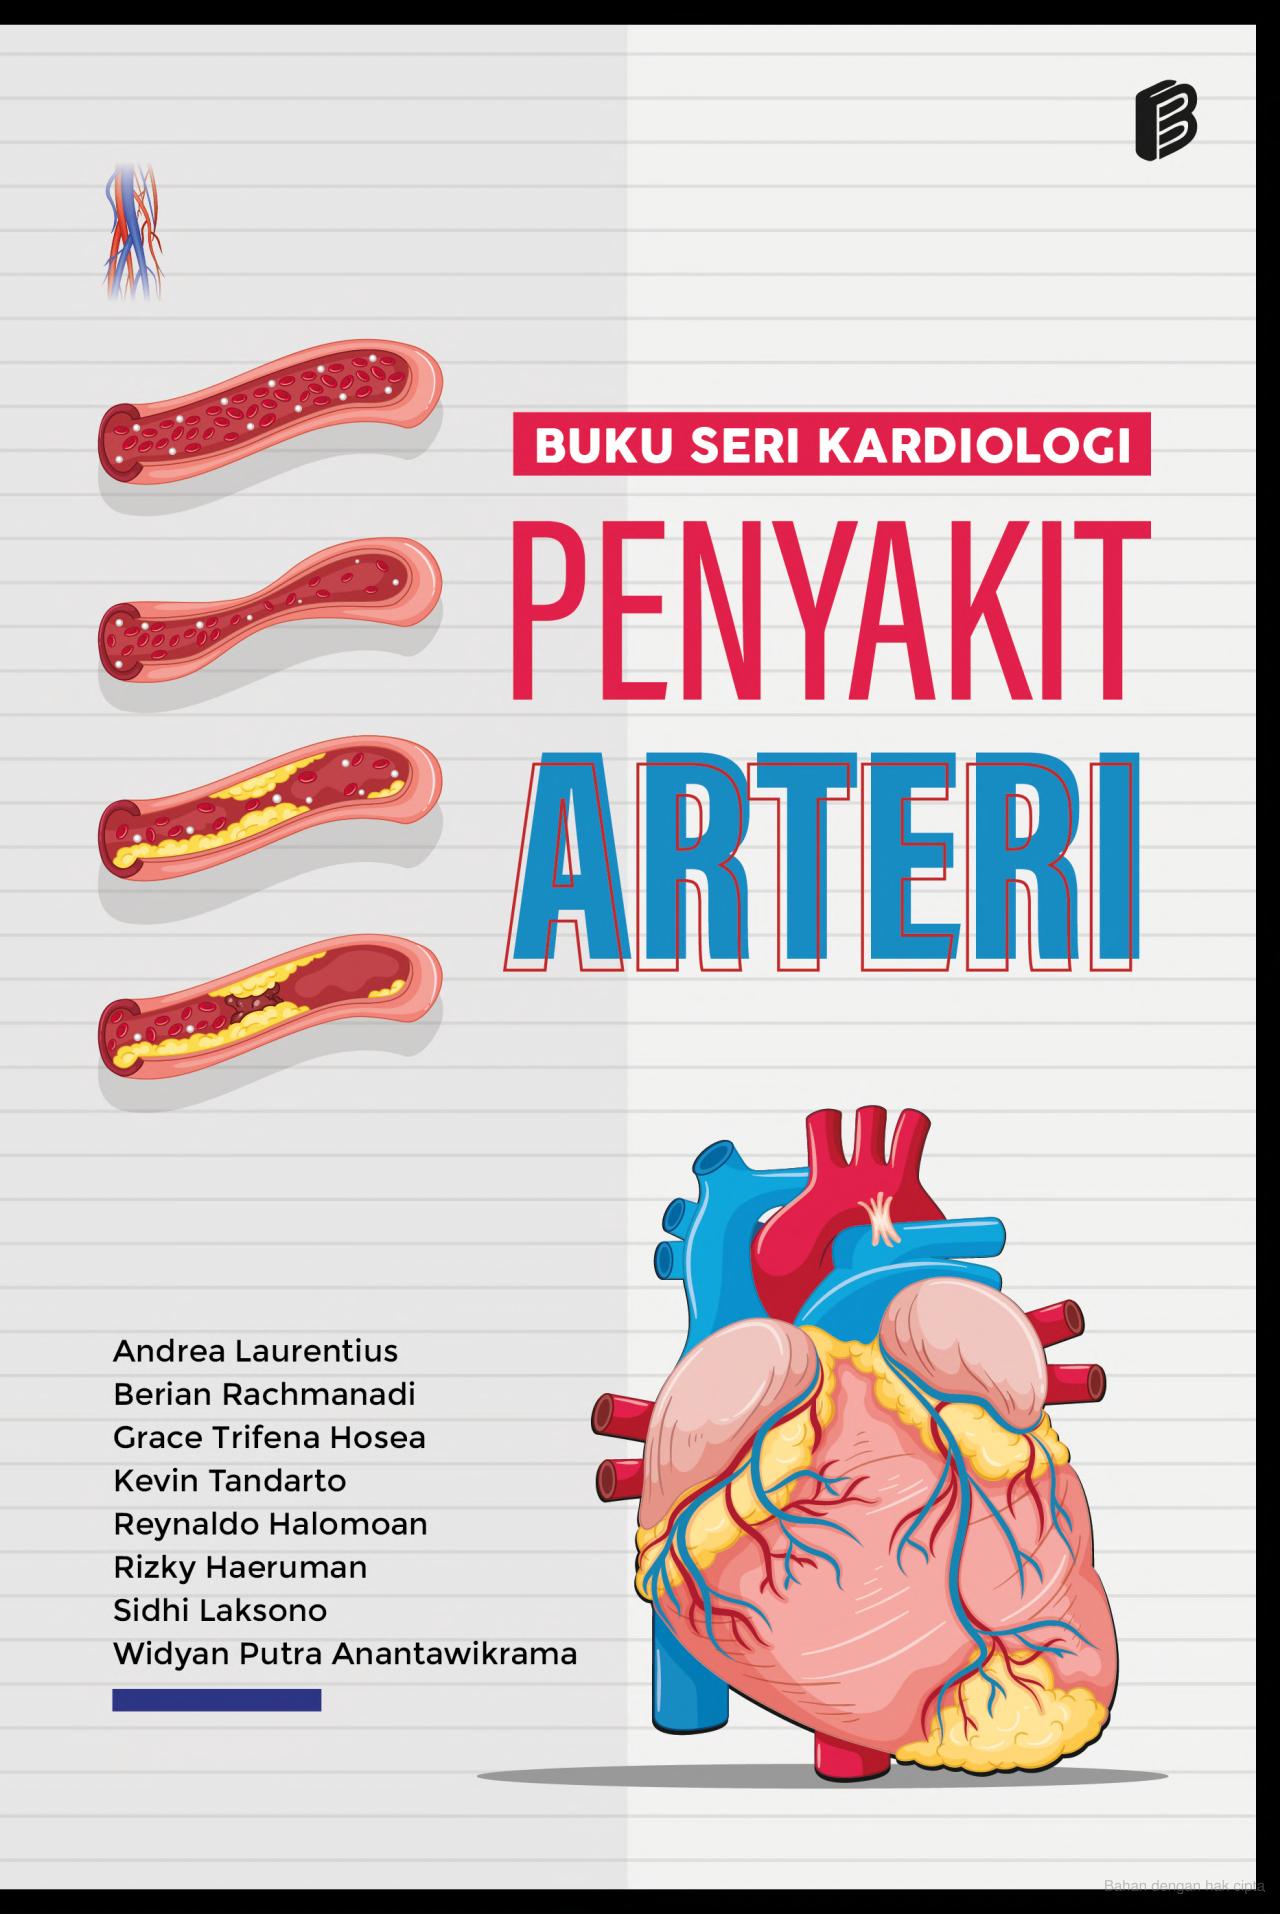 BUKU SERI KARDIOLOGI
PENYAKIT
ARTERI
Andrea Laurentius
Berian Rachmanadi
Grace Trifena Hosea
Kevin Tandarto
Reynaldo Halomoan
Rizky Haeruman
Sidhi Laksono
Widyan Putra Anantawikrama
Bahan dengan hak cipta